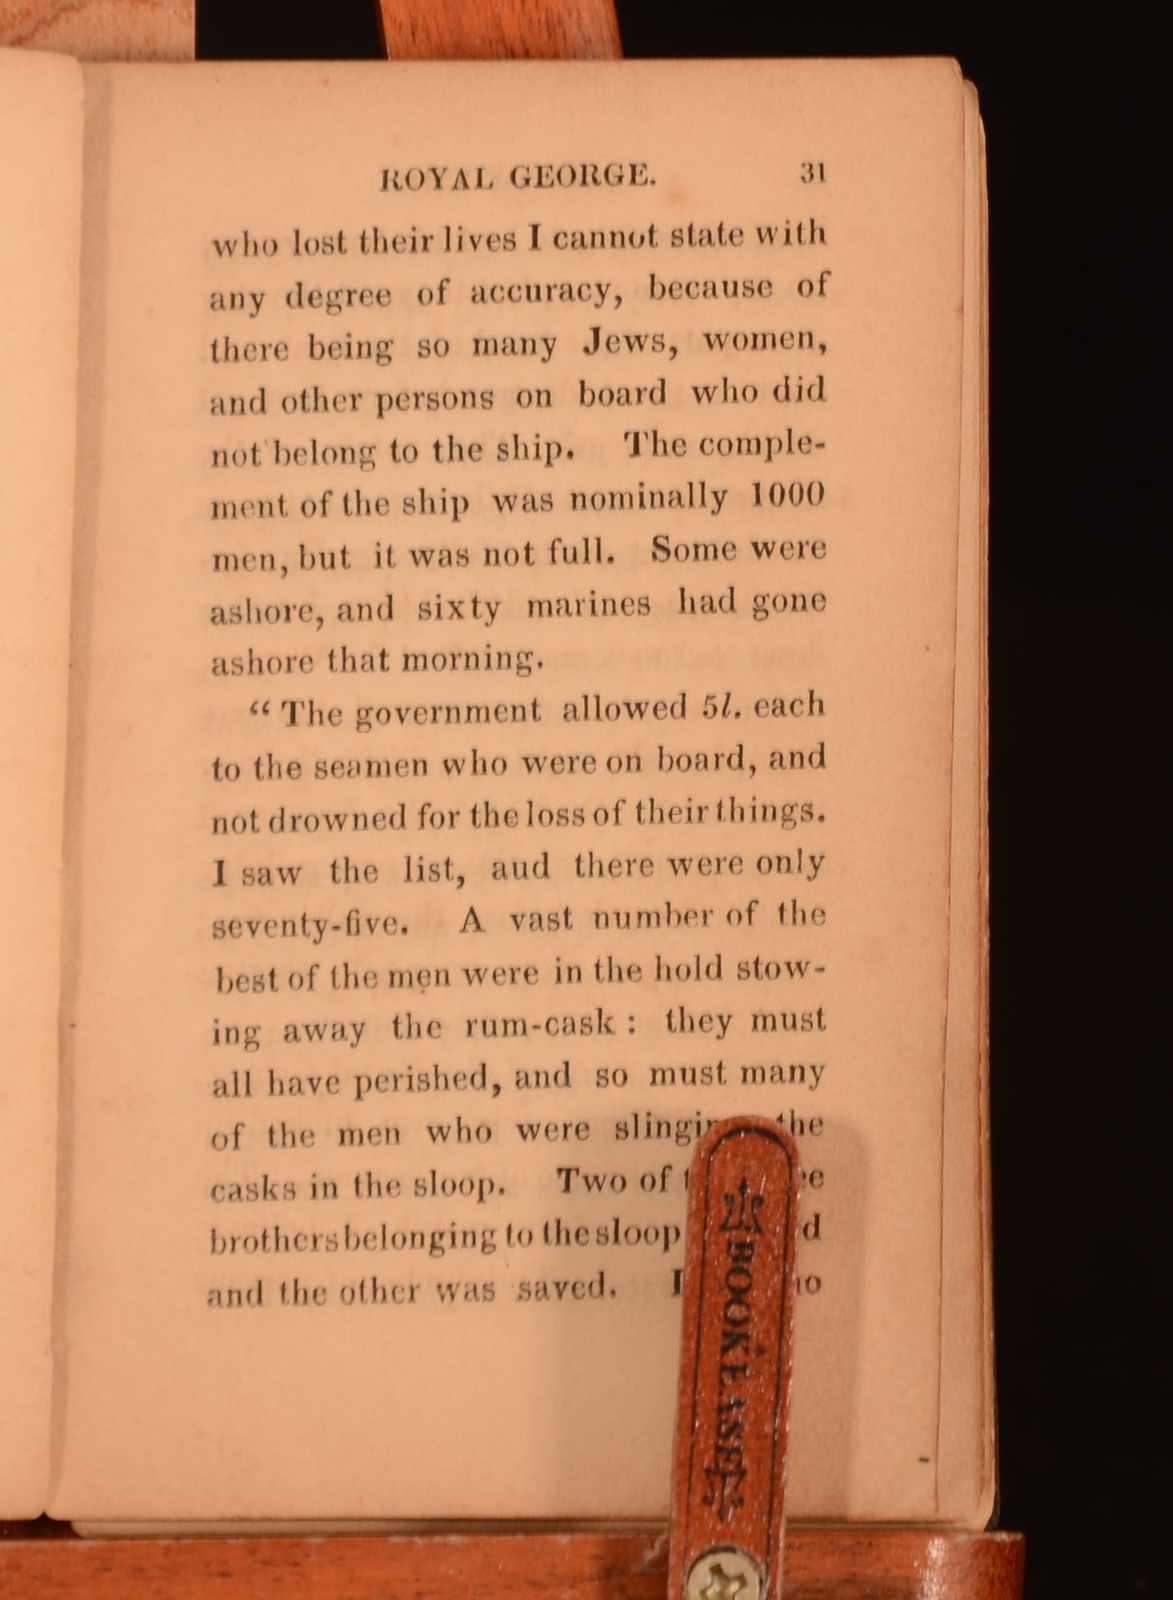 ROYAL GEORGE. 31
who lost their lives I cannot state with
any degree of accuracy, because of
there being so many Jews, women,
and other persons on board who did
not belong to the ship. The comple-
ment of the ship was nominally 1000
men, but it was not full. Some were
ashore, and sixty marines had gone
ashore that morning.
“ The government allowed 5l. each
to the seamen who were on board, and
not drowned for the loss of their things.
I saw the list, aud there were only
seventy-five. A vast number of the
best of the men were in the hold stow-
ing away the rum-cask : they must
all have perished, and so must many
of the men who were the
casks in the sloop. Two of
brothers belonging to the sloop
and the other was saved.
BOOKEASE